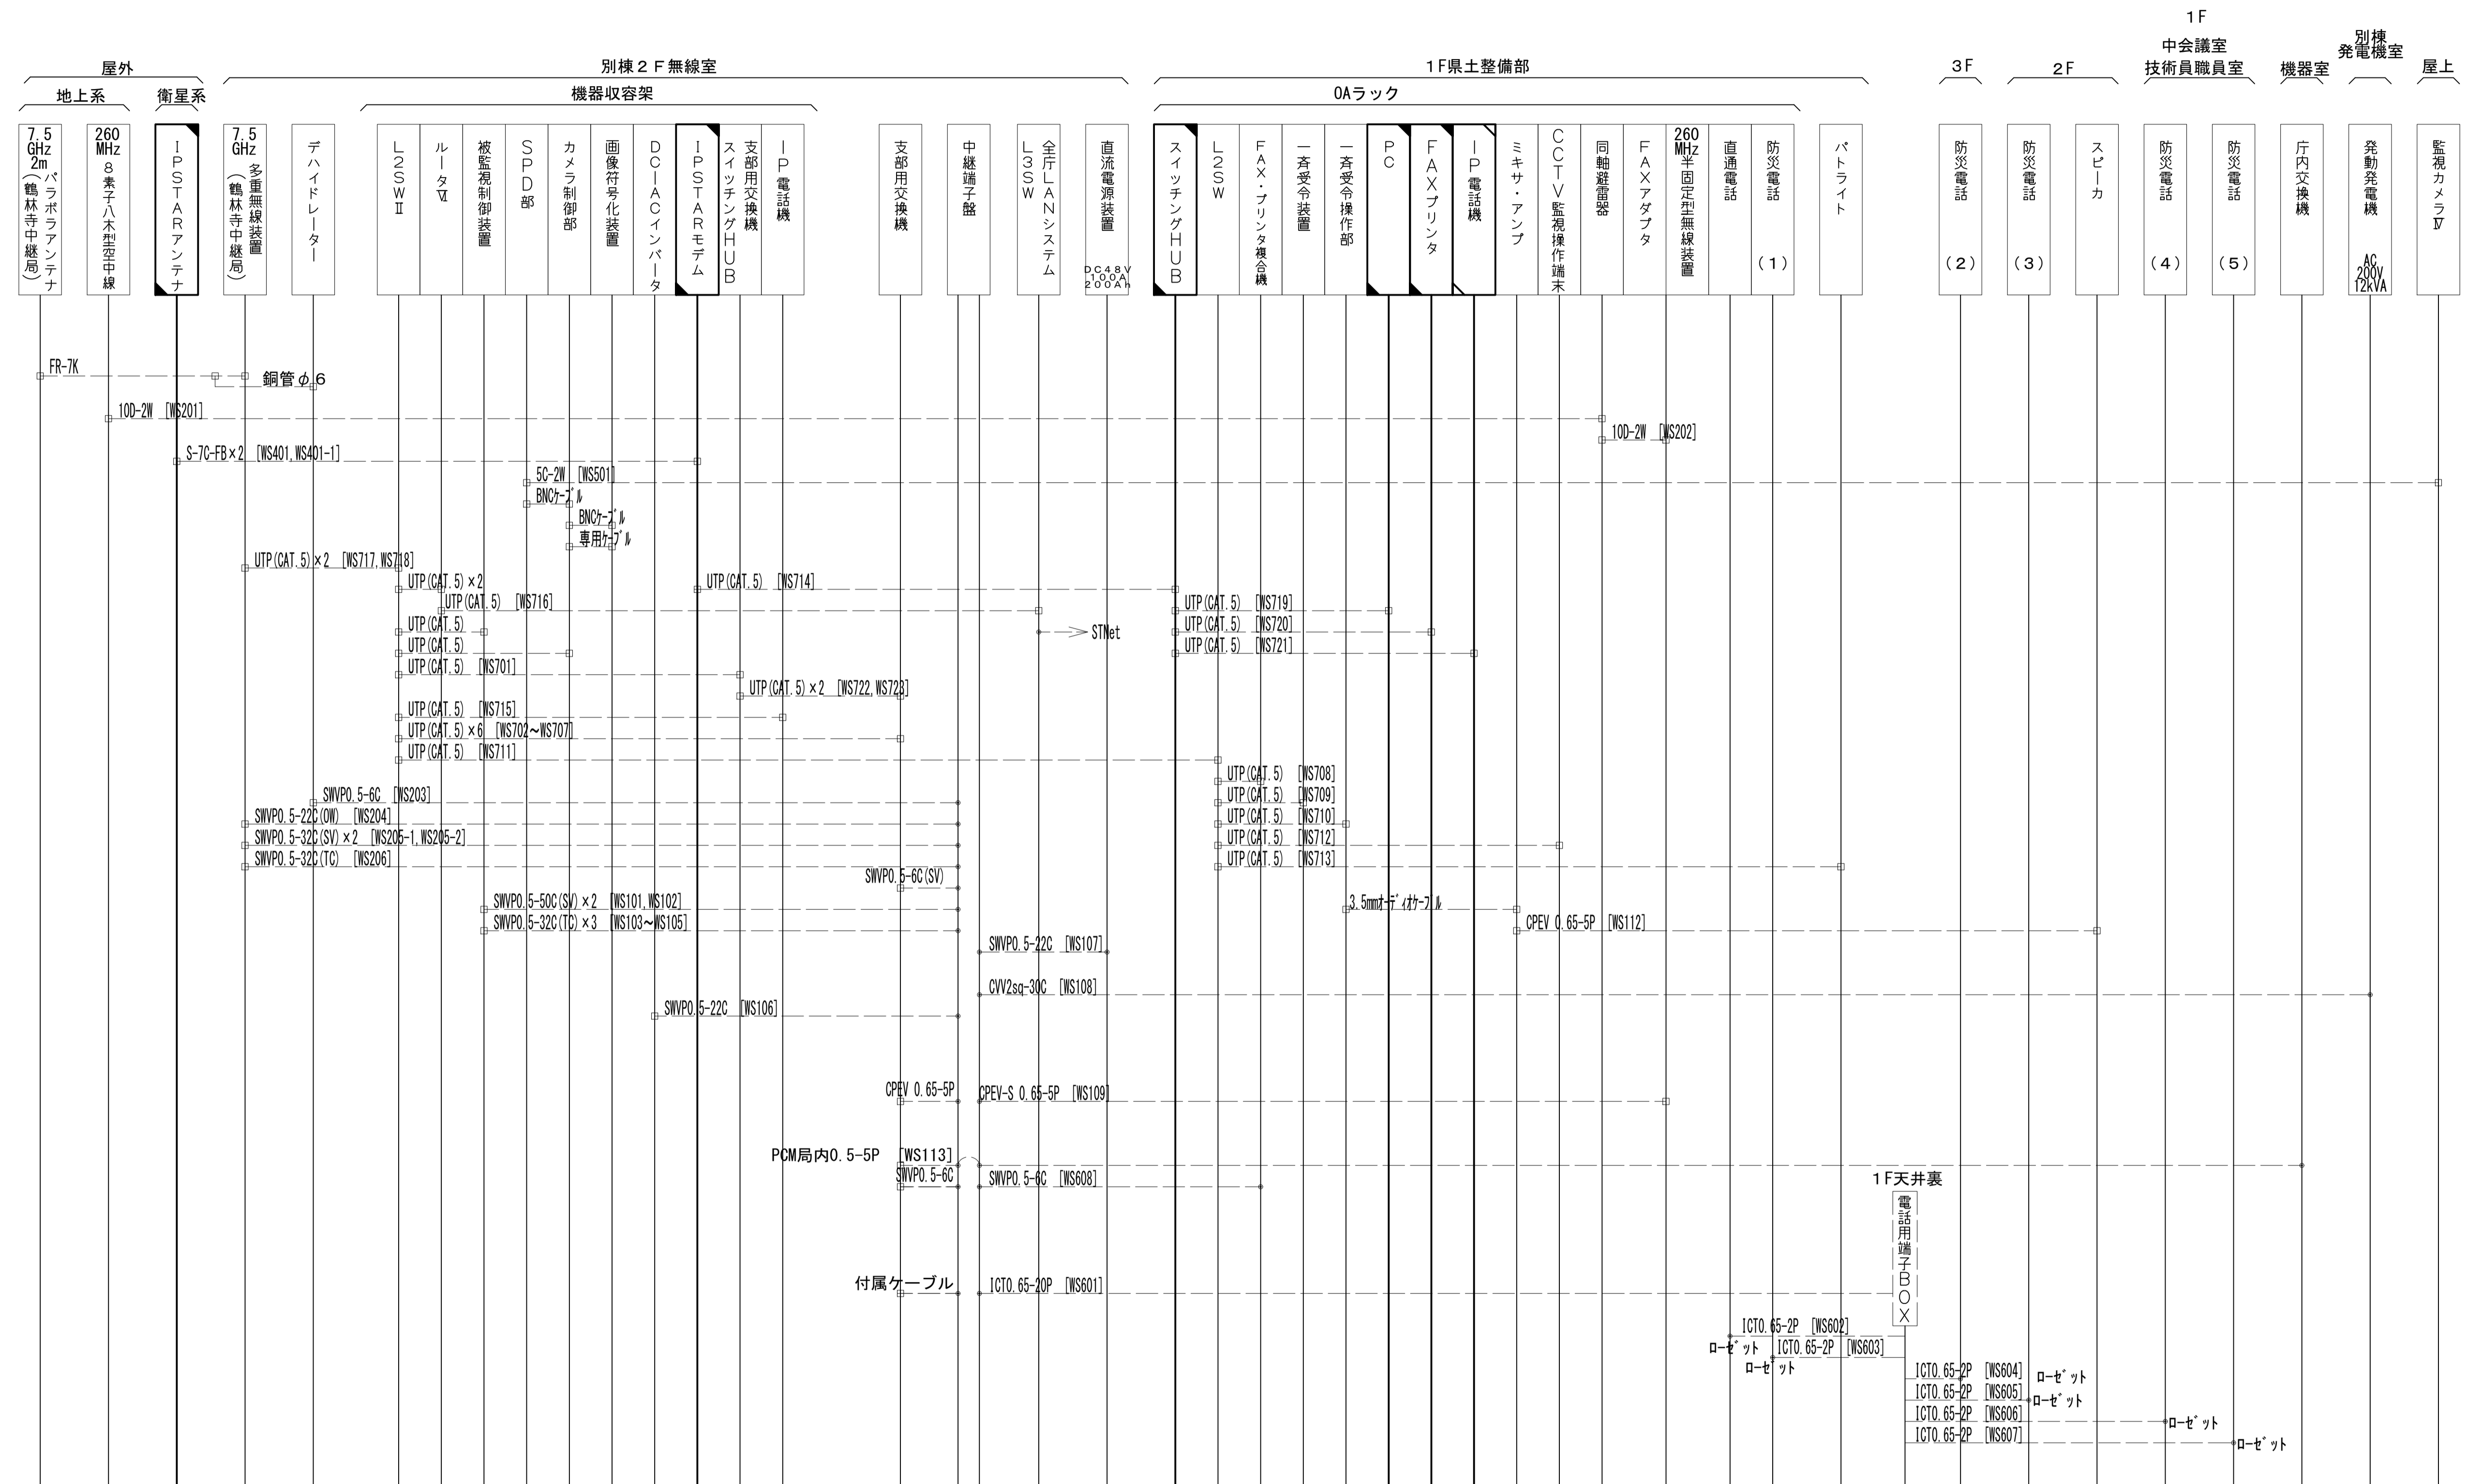 1F
別棟
発電機室
中会議室
屋外
別棟２Ｆ無線室
1F県土整備部
３Ｆ
２Ｆ
技術員職員室
機器室
屋上
地上系
衛星系
機器収容架
OAラック
7.5
GHz
2m
パラボラアンテナ
(鶴林寺中継局)
260
MHz
８素子八木型空中線
ＩＰＳＴＡＲアンテナ
7.5
GHz
多重無線装置
(鶴林寺中継局)
デハイドレーター
Ｌ２ＳＷⅡ
ルータⅥ
被監視制御装置
ＳＰＤ部
カメラ制御部
画像符号化装置
ＤＣ－ＡＣインバータ
ＩＰＳＴＡＲモデム
支部用交換機
スイッチングＨＵＢ
ＩＰ電話機
支部用交換機
中継端子盤
全庁ＬＡＮシステム
Ｌ３ＳＷ
直流電源装置
ＤＣ４８Ｖ
１００Ａ
２００Ａｈ
スイッチングＨＵＢ
Ｌ２ＳＷ
ＦＡＸ・プリンタ複合機
一斉受令装置
一斉受令操作部
ＰＣ
ＦＡＸプリンタ
ＩＰ電話機
ミキサ・アンプ
ＣＣＴＶ監視操作端末
同軸避雷器
ＦＡＸアダプタ
260
MHz
半固定型無線装置
直通電話
防災電話
(1)
パトライト
防災電話
(2)
防災電話
(3)
スピーカ
防災電話
(4)
防災電話
(5)
庁内交換機
発動発電機
AC
200V
12kVA
監視カメラⅣ
FR-7K
銅管φ６
10D-2W [WS201]
10D-2W [WS202]
S-7C-FB×2 [WS401,WS401-1]
5C-2W [WS501]
BNCｹｰﾌﾞﾙ
BNCｹｰﾌﾞﾙ
専用ｹｰﾌﾞﾙ
UTP(CAT.5)×2 [WS717,WS718]
UTP(CAT.5)×2
UTP(CAT.5) [WS714]
UTP(CAT.5) [WS716]
UTP(CAT.5) [WS719]
UTP(CAT.5)
STNet
UTP(CAT.5) [WS720]
UTP(CAT.5)
UTP(CAT.5) [WS721]
UTP(CAT.5) [WS701]
UTP(CAT.5)×2 [WS722,WS723]
UTP(CAT.5) [WS715]
UTP(CAT.5)×6 [WS702～WS707]
UTP(CAT.5) [WS711]
UTP(CAT.5) [WS708]
SWVP0.5-6C [WS203]
UTP(CAT.5) [WS709]
SWVP0.5-22C(OW) [WS204]
UTP(CAT.5) [WS710]
SWVP0.5-32C(SV)×2 [WS205-1,WS205-2]
UTP(CAT.5) [WS712]
SWVP0.5-32C(TC) [WS206]
UTP(CAT.5) [WS713]
SWVP0.5-6C(SV)
SWVP0.5-50C(SV)×2 [WS101,WS102]
3.5mmｵｰﾃﾞｨｵｹｰﾌﾞﾙ
SWVP0.5-32C(TC)×3 [WS103～WS105]
CPEV 0.65-5P [WS112]
SWVP0.5-22C [WS107]
CVV2sq-30C [WS108]
SWVP0.5-22C [WS106]
CPEV 0.65-5P
CPEV-S 0.65-5P [WS109]
PCM局内0.5-5P [WS113]
SWVP0.5-6C
SWVP0.5-6C [WS608]
１Ｆ天井裏
電話用端子ＢＯＸ
付属ケーブル
ICT0.65-20P [WS601]
ICT0.65-2P [WS602]
ﾛｰｾﾞｯﾄ
ICT0.65-2P [WS603]
ﾛｰｾﾞｯﾄ
ICT0.65-2P [WS604]
ﾛｰｾﾞｯﾄ
ICT0.65-2P [WS605]
ﾛｰｾﾞｯﾄ
ICT0.65-2P [WS606]
ﾛｰｾﾞｯﾄ
ICT0.65-2P [WS607]
ﾛｰｾﾞｯﾄ